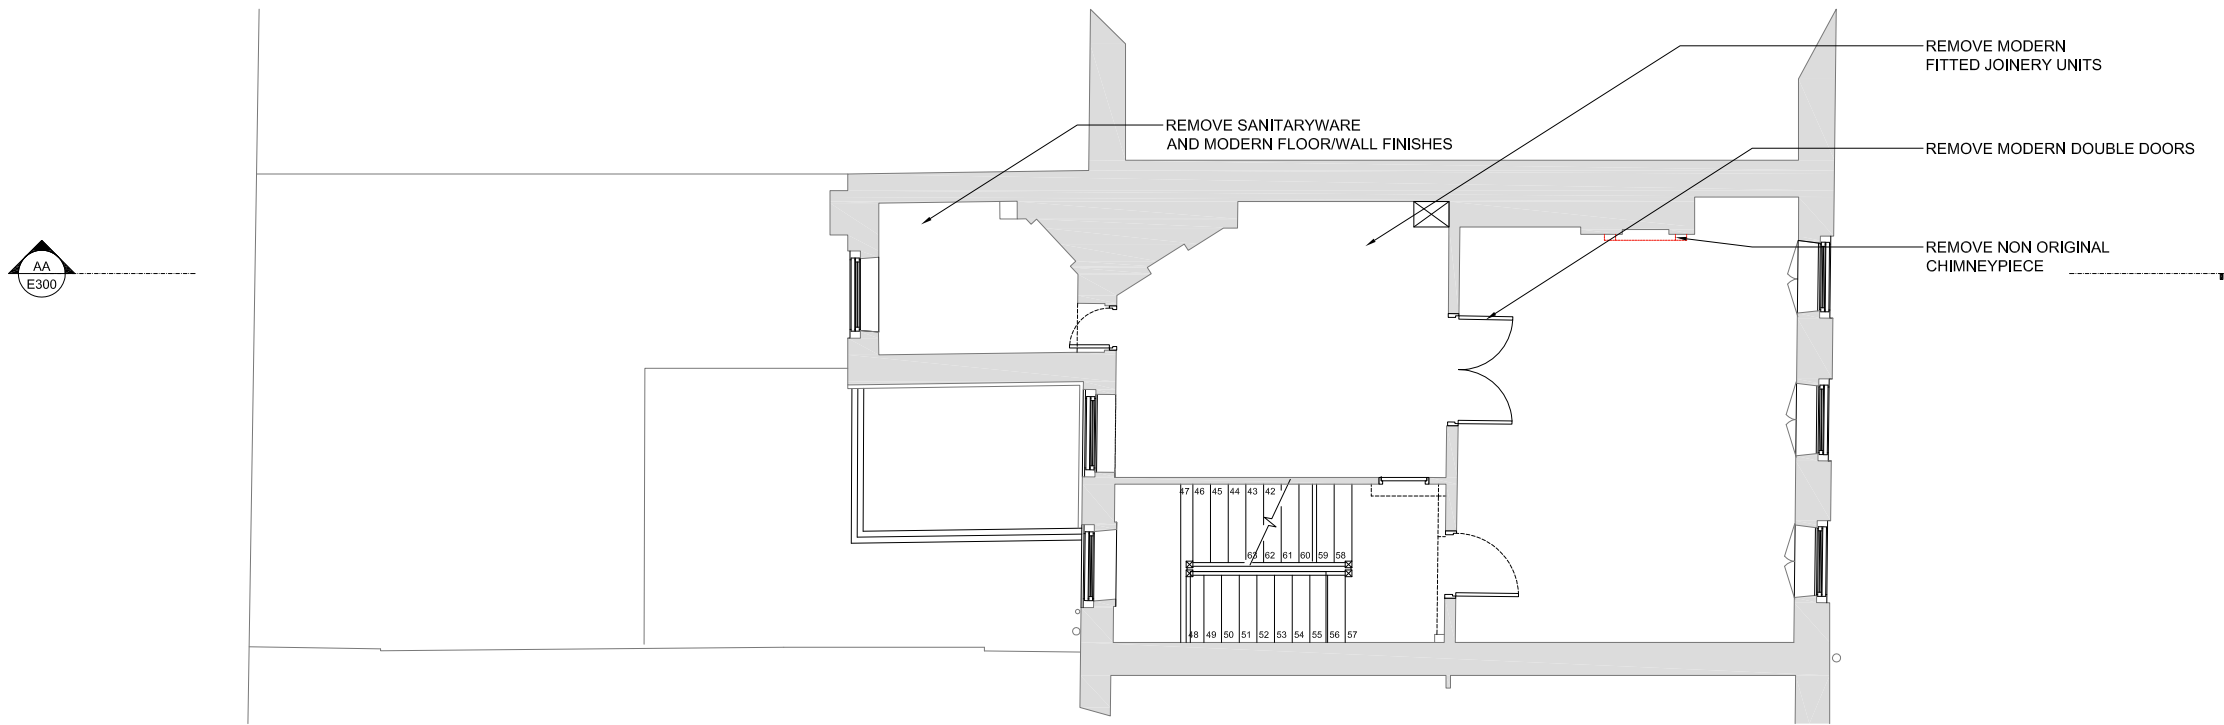 REMOVE MODERN
FITTED JOINERY UNITS
REMOVE SANITARYWARE
AND MODERN FLOOR/WALL FINISHES
REMOVE MODERN DOUBLE DOORS
REMOVE NON ORIGINAL
CHIMNEYPIECE
AA
E300
47 46 45 44 43 42
63 62 61 60 59 58
48 49 50 51 52 53 54 55 56 57